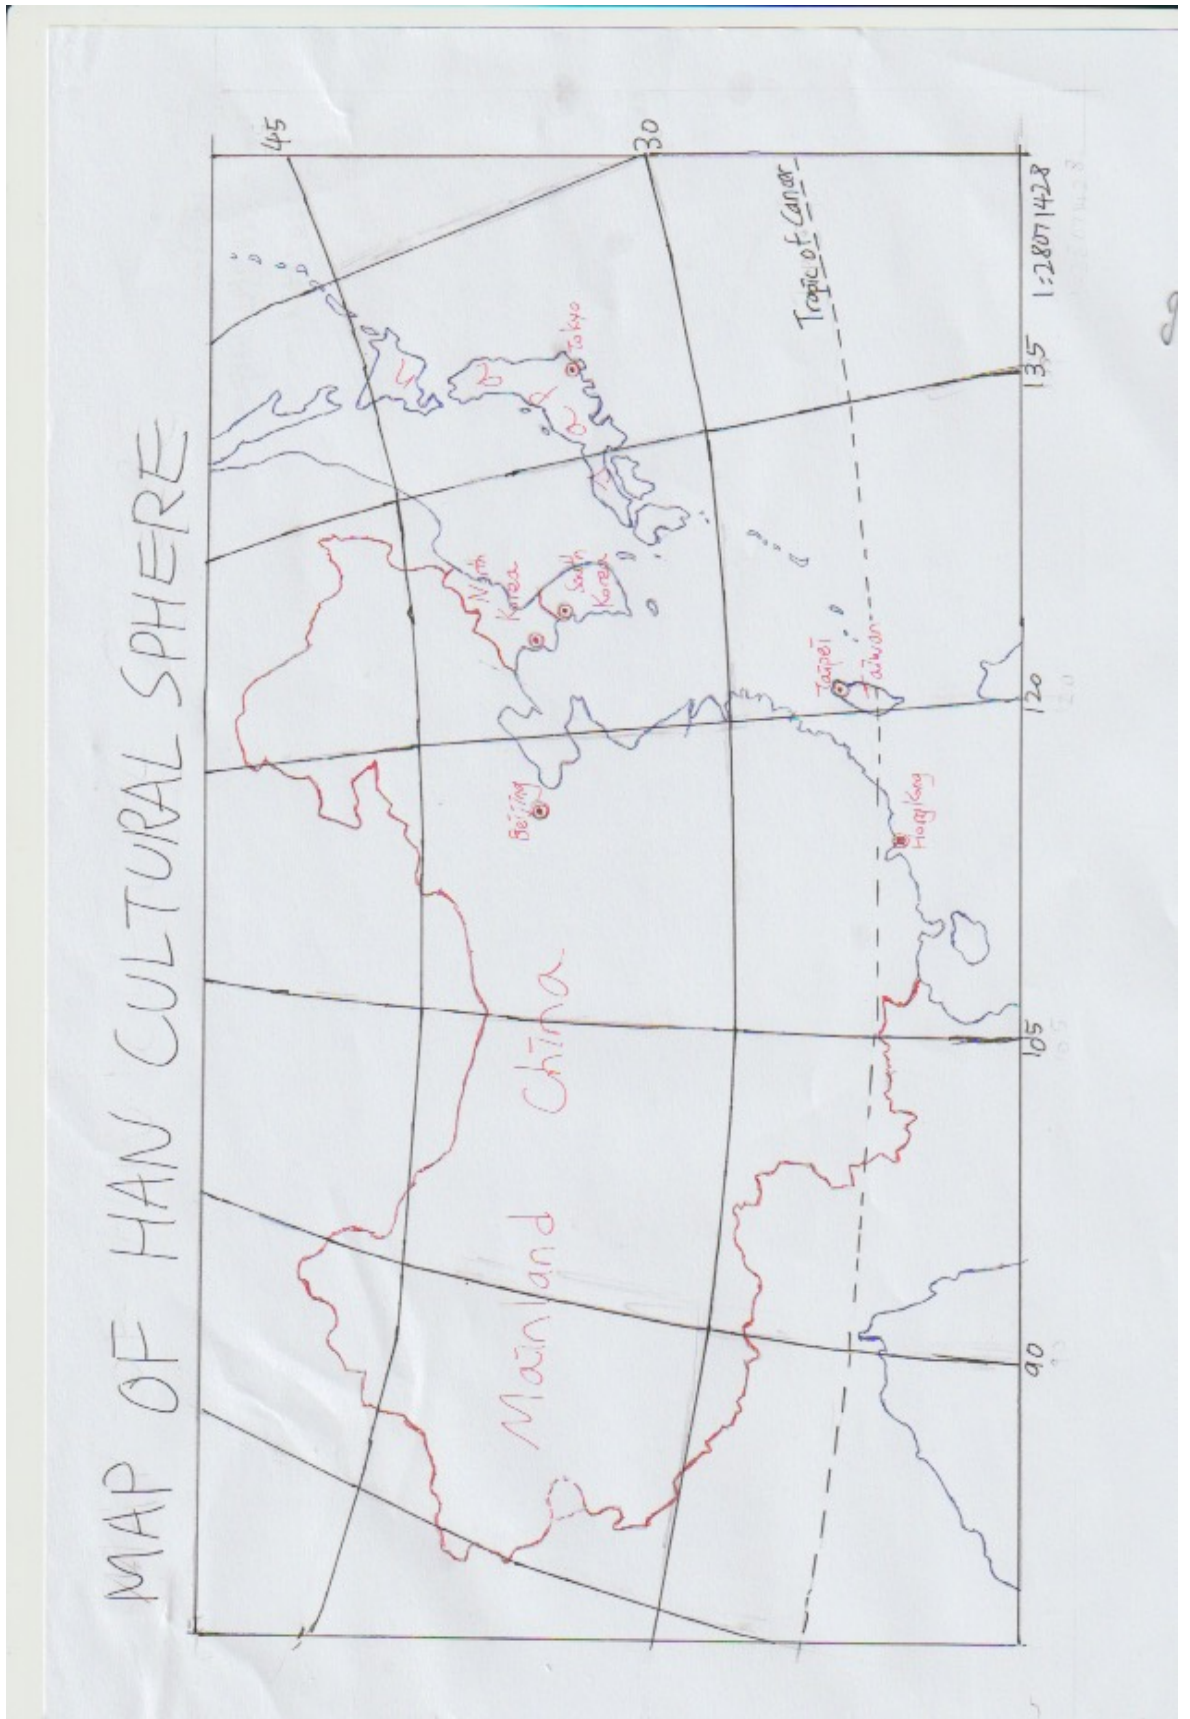 MAP OF HAN CULTURAL SPHERE
45
30
Tropic of Cancer
1:28071428
Japan
Tokyo
135
North
Korea
South
Korea
Taipei
Taiwan
120
Beijing
Hong Kong
Mainland China
105
90